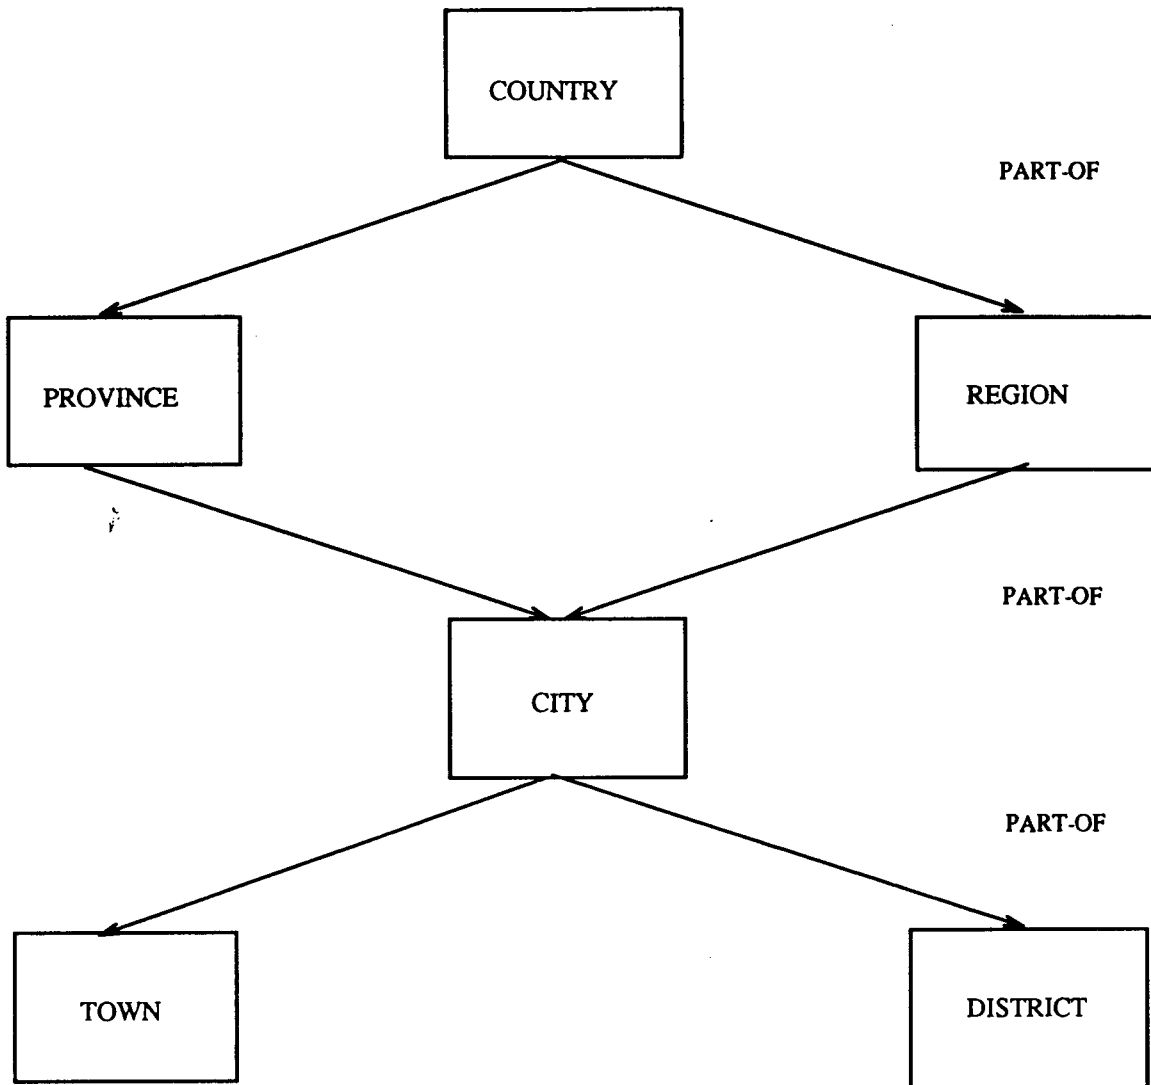 COUNTRY
PART-OF
PROVINCE
REGION
PART-OF
CITY
PART-OF
TOWN
DISTRICT